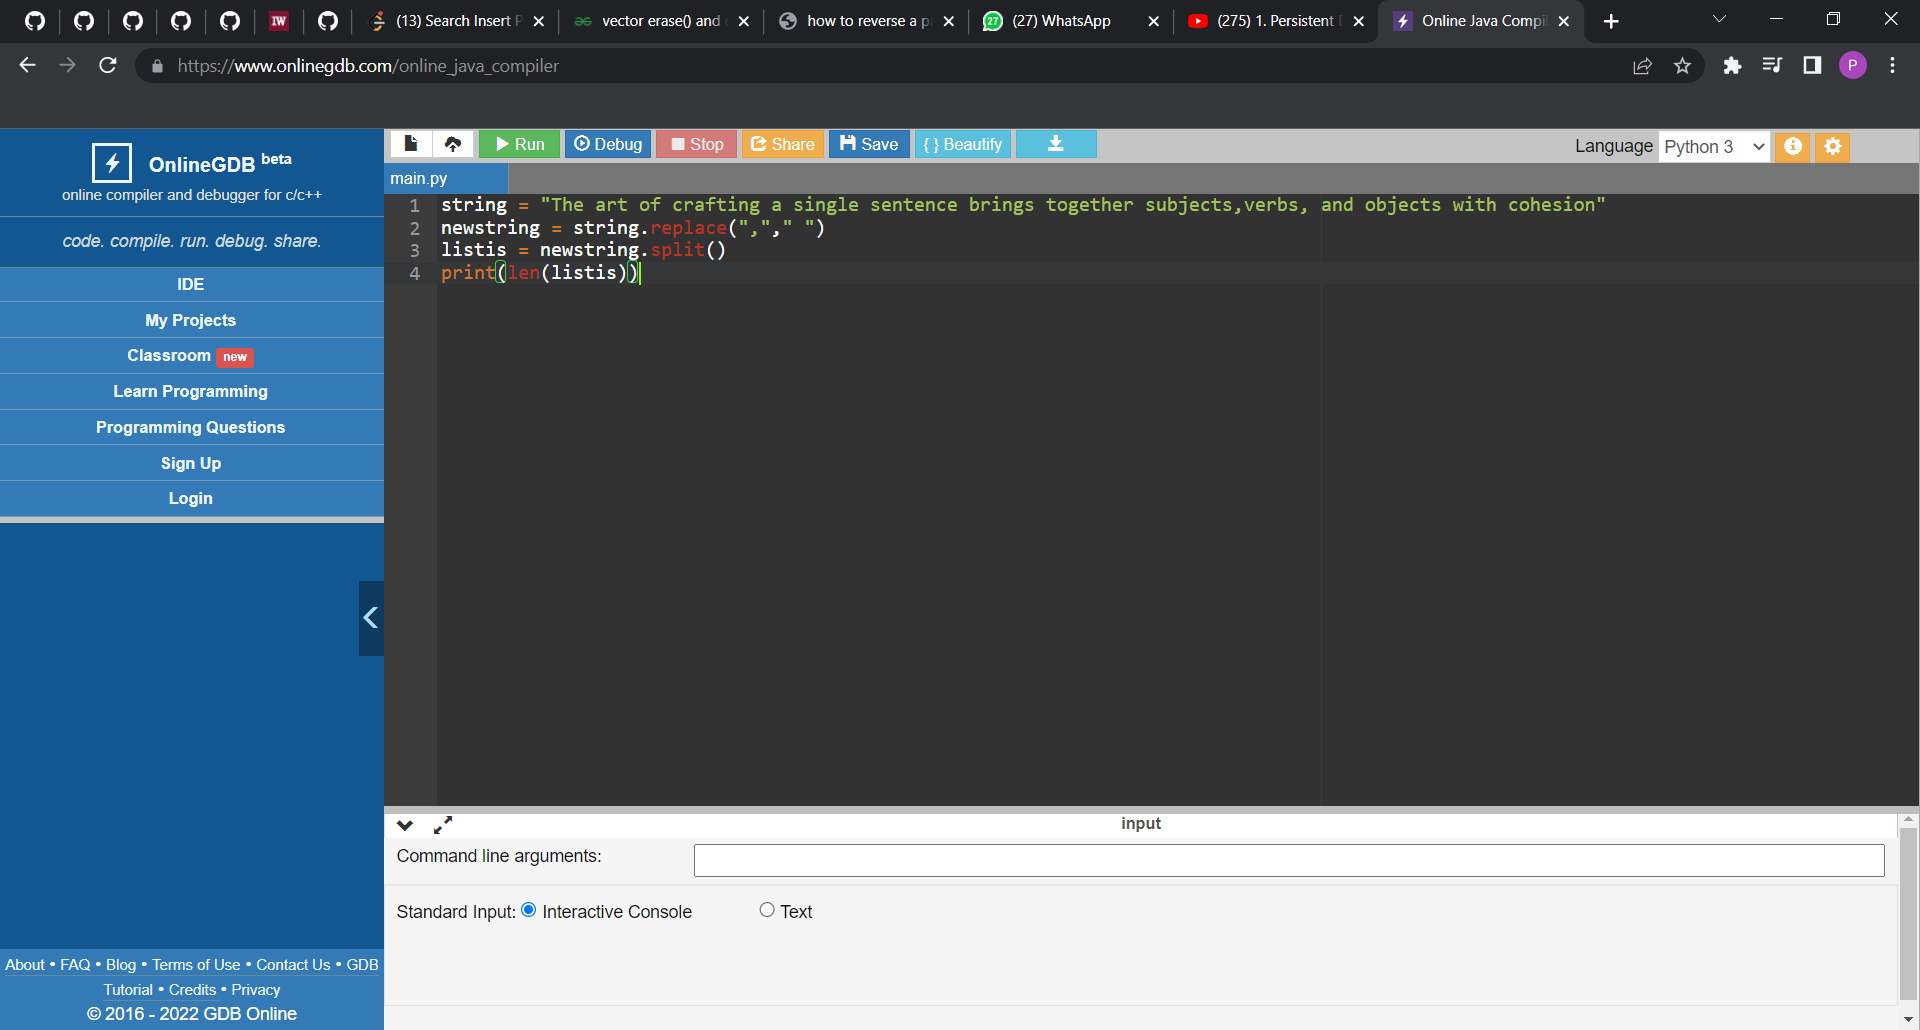 (13) Search Insert P
vector erase() and
how to reverse a p
(27) WhatsApp
(275) 1. Persistent
Online Java Compil
https://www.onlinegdb.com/online_java_compiler
P
OnlineGDB beta
online compiler and debugger for c/c++
code. compile. run. debug. share.
IDE
My Projects
Classroom new
Learn Programming
Programming Questions
Sign Up
Login
About • FAQ • Blog • Terms of Use • Contact Us • GDB
Tutorial • Credits • Privacy
© 2016 - 2022 GDB Online
Run Debug Stop Share Save { } Beautify
Language Python 3
main.py
1 string = "The art of crafting a single sentence brings together subjects,verbs, and objects with cohesion"
2 newstring = string.replace(","," ")
3 listis = newstring.split()
4 print(len(listis))
input
Command line arguments:
Standard Input: Interactive Console Text